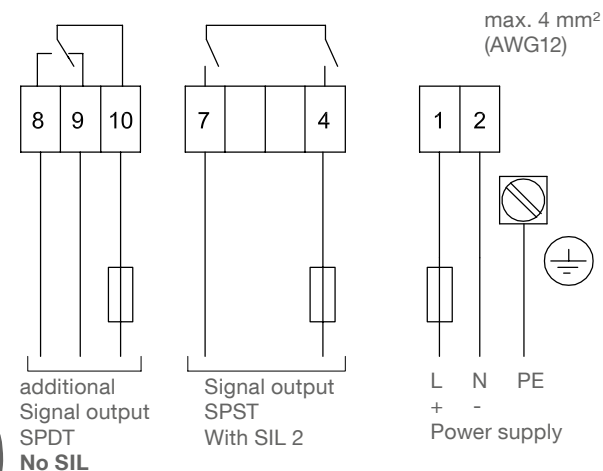 max. 4 mm²
(AWG12)
8 9 10
7 4
1 2
additional
Signal output
SPDT
No SIL
Signal output
SPST
With SIL 2
L N PE
+ -
Power supply